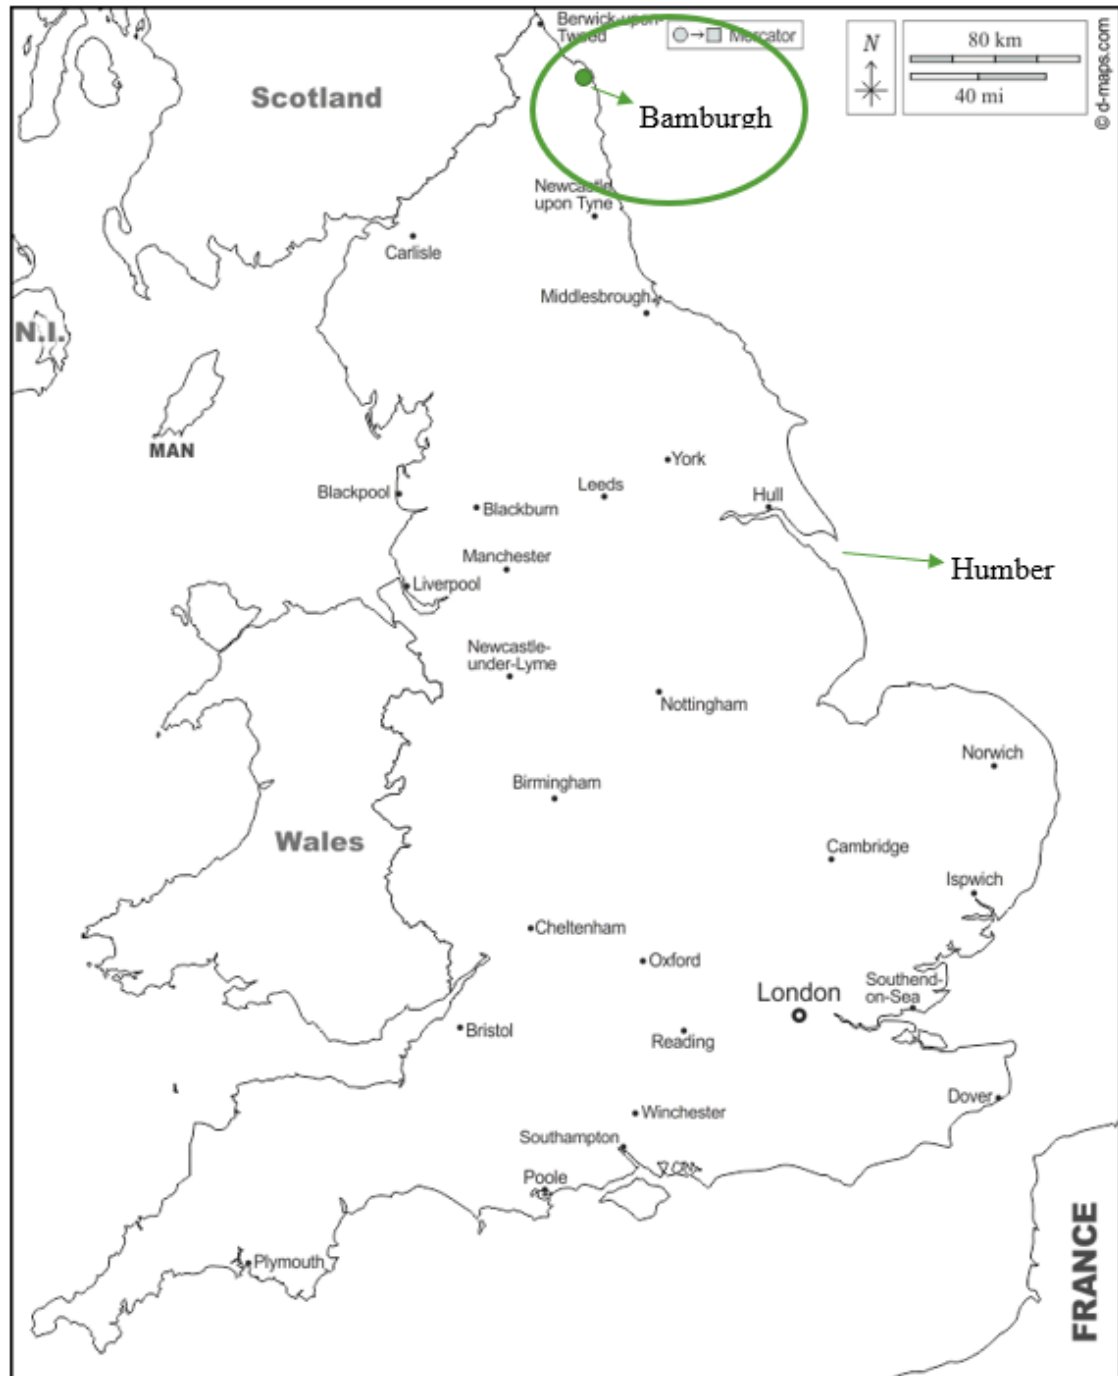 Berwick-upon-
Tweed
Mercator
N
80 km
40 mi
© d-maps.com
Scotland
Bamburgh
Newcastle
upon Tyne
Carlisle
Middlesbrough
N.I.
MAN
York
Leeds
Blackpool
Hull
Blackburn
Manchester
Humber
Liverpool
Newcastle-
under-Lyme
Nottingham
Norwich
Birmingham
Wales
Cambridge
Ispwich
Cheltenham
Oxford
Southend-
on-Sea
London
Bristol
Reading
Dover
Winchester
Southampton
Poole
Plymouth
FRANCE